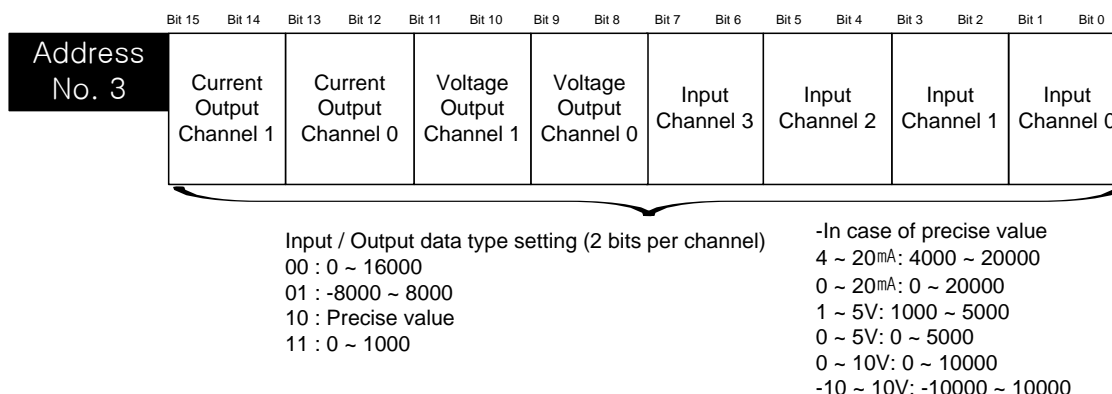 Bit 15 Bit 14 Bit 13 Bit 12 Bit 11 Bit 10 Bit 9 Bit 8 Bit 7 Bit 6 Bit 5 Bit 4 Bit 3 Bit 2 Bit 1 Bit 0
Address
No. 3
Current
Output
Channel 1
Current
Output
Channel 0
Voltage
Output
Channel 1
Voltage
Output
Channel 0
Input
Channel 3
Input
Channel 2
Input
Channel 1
Input
Channel 0
Input / Output data type setting (2 bits per channel)
00 : 0 ~ 16000
01 : -8000 ~ 8000
10 : Precise value
11 : 0 ~ 1000
-In case of precise value
4 ~ 20㎃: 4000 ~ 20000
0 ~ 20㎃: 0 ~ 20000
1 ~ 5V: 1000 ~ 5000
0 ~ 5V: 0 ~ 5000
0 ~ 10V: 0 ~ 10000
-10 ~ 10V: -10000 ~ 10000